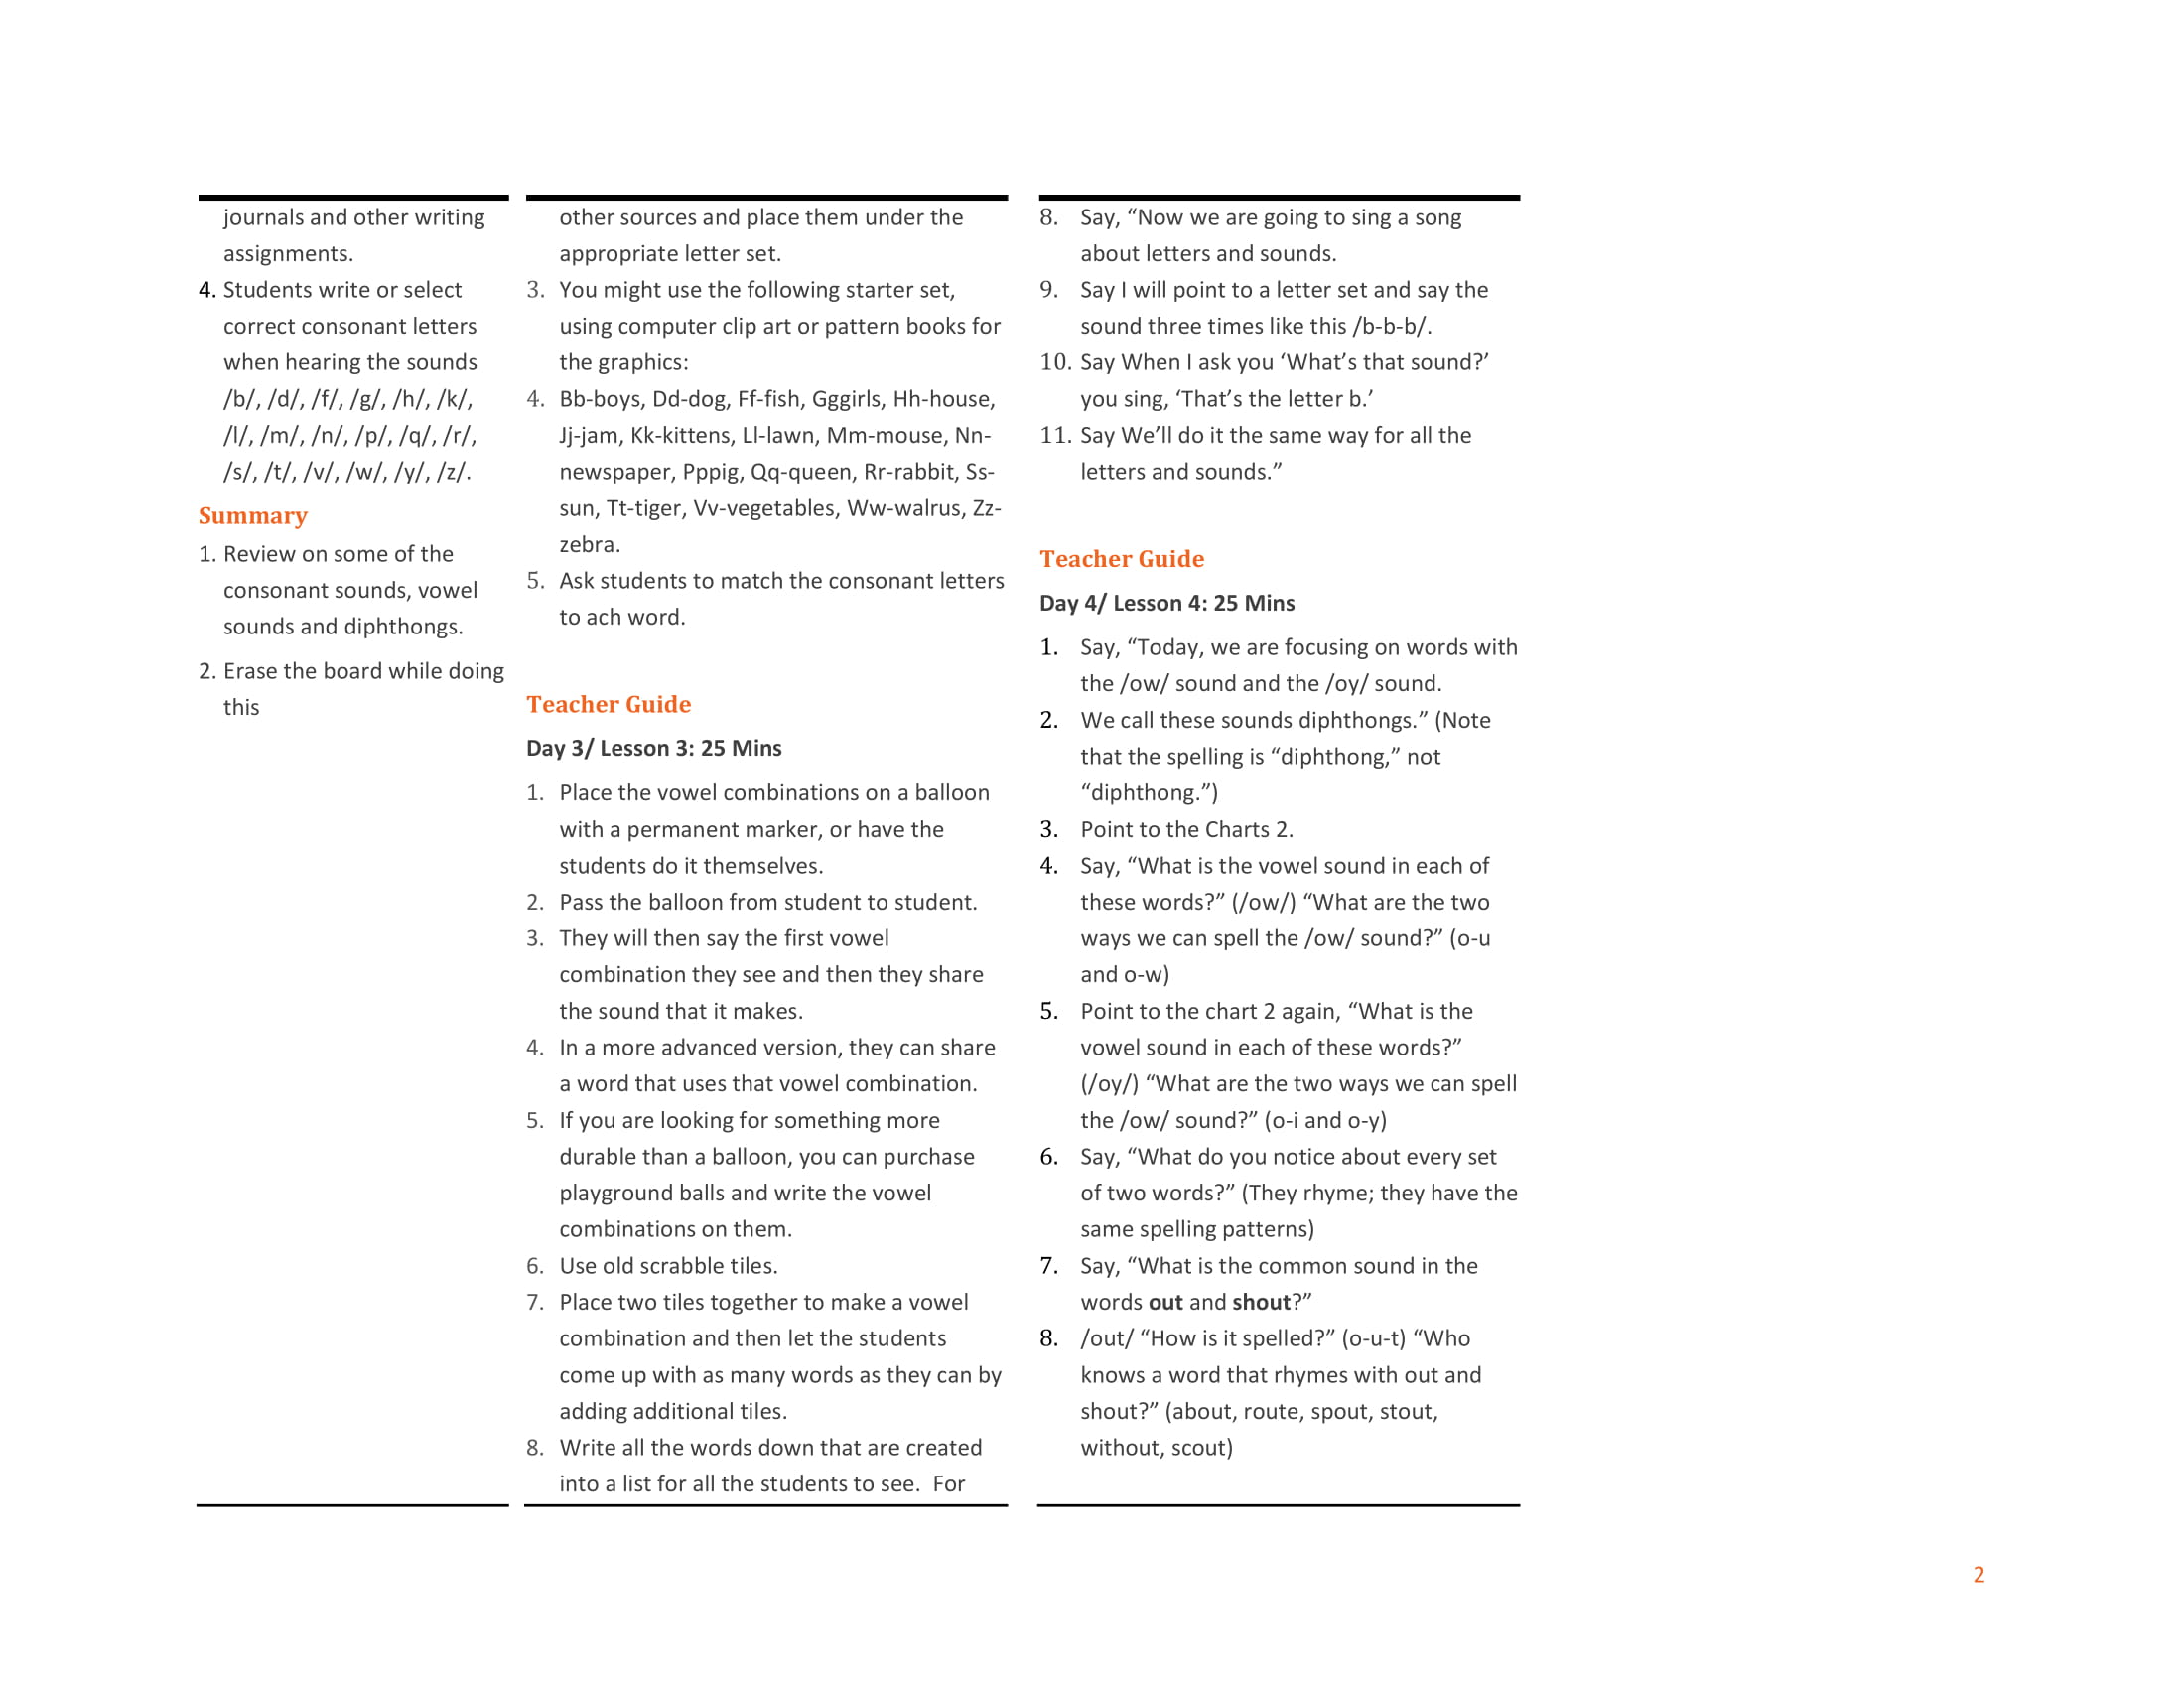 journals and other writing
assignments.
4. Students write or select
correct consonant letters
when hearing the sounds
/b/, /d/, /f/, /g/, /h/, /k/,
/l/, /m/, /n/, /p/, /q/, /r/,
/s/, /t/, /v/, /w/, /y/, /z/.
Summary
1. Review on some of the
consonant sounds, vowel
sounds and diphthongs.
2. Erase the board while doing
this
other sources and place them under the
appropriate letter set.
3. You might use the following starter set,
using computer clip art or pattern books for
the graphics:
4. Bb-boys, Dd-dog, Ff-fish, Gggirls, Hh-house,
Jj-jam, Kk-kittens, Ll-lawn, Mm-mouse, Nn-
newspaper, Pppig, Qq-queen, Rr-rabbit, Ss-
sun, Tt-tiger, Vv-vegetables, Ww-walrus, Zz-
zebra.
5. Ask students to match the consonant letters
to ach word.
Teacher Guide
Day 3/ Lesson 3: 25 Mins
1. Place the vowel combinations on a balloon
with a permanent marker, or have the
students do it themselves.
2. Pass the balloon from student to student.
3. They will then say the first vowel
combination they see and then they share
the sound that it makes.
4. In a more advanced version, they can share
a word that uses that vowel combination.
5. If you are looking for something more
durable than a balloon, you can purchase
playground balls and write the vowel
combinations on them.
6. Use old scrabble tiles.
7. Place two tiles together to make a vowel
combination and then let the students
come up with as many words as they can by
adding additional tiles.
8. Write all the words down that are created
into a list for all the students to see.  For
8. Say, “Now we are going to sing a song
about letters and sounds.
9. Say I will point to a letter set and say the
sound three times like this /b-b-b/.
10. Say When I ask you ‘What’s that sound?’
you sing, ‘That’s the letter b.’
11. Say We’ll do it the same way for all the
letters and sounds.”
Teacher Guide
Day 4/ Lesson 4: 25 Mins
1. Say, “Today, we are focusing on words with
the /ow/ sound and the /oy/ sound.
2. We call these sounds diphthongs.” (Note
that the spelling is “diphthong,” not
“diphthong.”)
3. Point to the Charts 2.
4. Say, “What is the vowel sound in each of
these words?” (/ow/) “What are the two
ways we can spell the /ow/ sound?” (o-u
and o-w)
5. Point to the chart 2 again, “What is the
vowel sound in each of these words?”
(/oy/) “What are the two ways we can spell
the /ow/ sound?” (o-i and o-y)
6. Say, “What do you notice about every set
of two words?” (They rhyme; they have the
same spelling patterns)
7. Say, “What is the common sound in the
words out and shout?”
8. /out/ “How is it spelled?” (o-u-t) “Who
knows a word that rhymes with out and
shout?” (about, route, spout, stout,
without, scout)
2